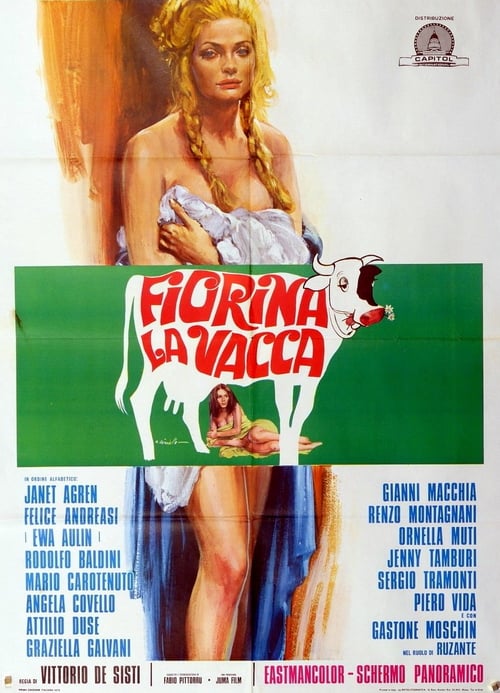 DISTRIBUZIONE
CAPITOL
FIORINA
LA VACCA
IN ORDINE ALFABETICO:
JANET AGREN
FELICE ANDREASI
( EWA AULIN )
RODOLFO BALDINI
MARIO CAROTENUTO
ANGELA COVELLO
ATTILIO DUSE
GRAZIELLA GALVANI
GIANNI MACCHIA
RENZO MONTAGNANI
ORNELLA MUTI
JENNY TAMBURI
SERGIO TRAMONTI
PIERO VIDA
E CON
GASTONE MOSCHIN
NEL RUOLO DI RUZANTE
REGIA DI VITTORIO DE SISTI
FABIO PITTORRU
JUMA FILM
EASTMANCOLOR - SCHERMO PANORAMICO